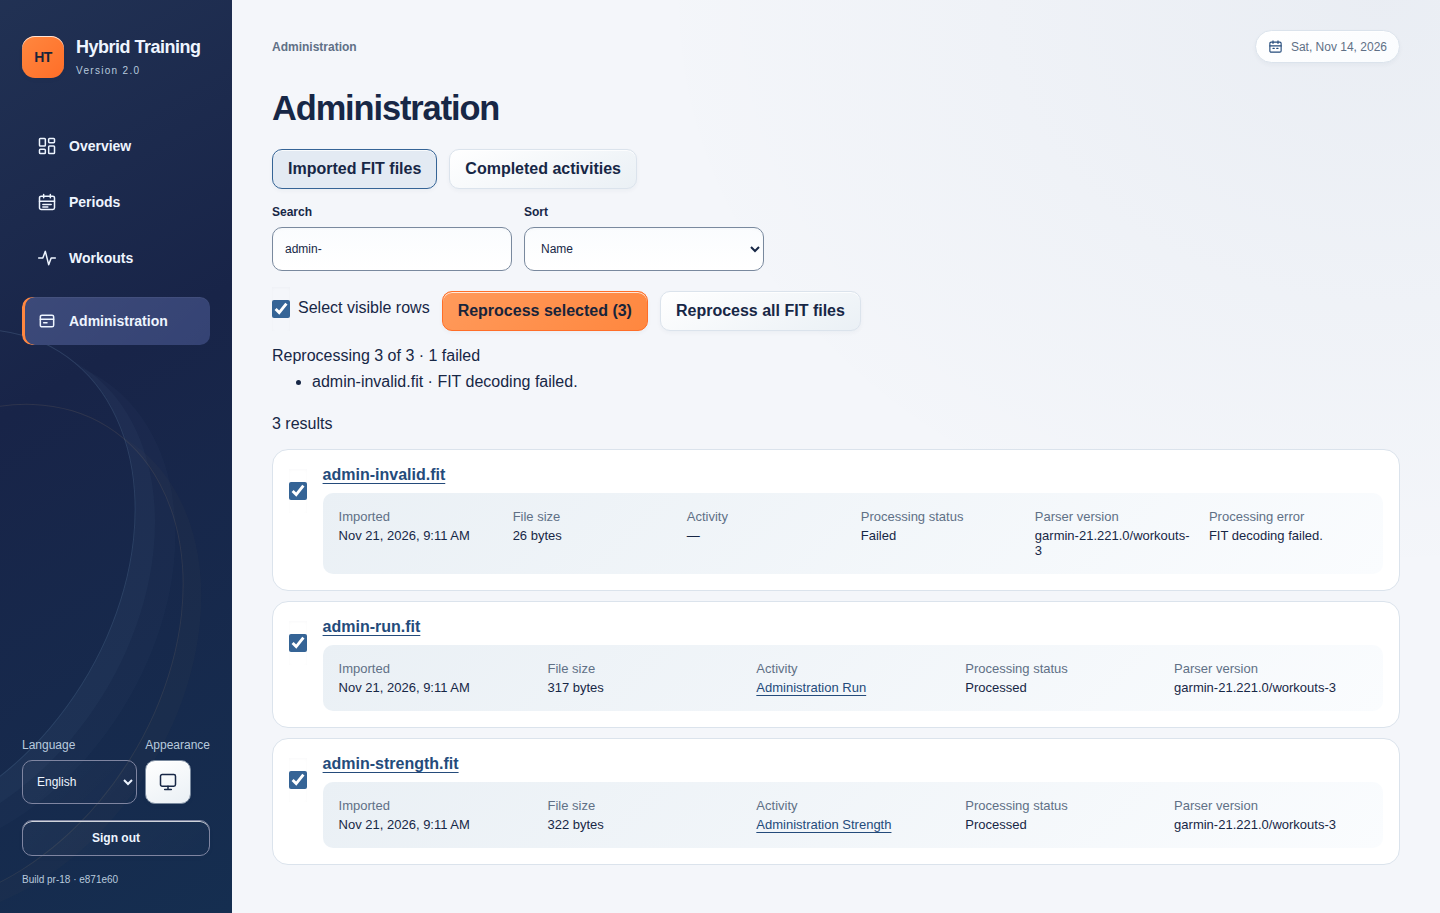 HT
Hybrid Training
Version 2.0
Overview
Periods
Workouts
Administration
Language
Appearance
English
Sign out
Build pr-18 · e871e60
Administration
Sat, Nov 14, 2026
Administration
Imported FIT files
Completed activities
Search
Sort
admin-
Name
Select visible rows
Reprocess selected (3)
Reprocess all FIT files
Reprocessing 3 of 3 · 1 failed
• admin-invalid.fit · FIT decoding failed.
3 results
admin-invalid.fit
Imported
File size
Activity
Processing status
Parser version
Processing error
Nov 21, 2026, 9:11 AM
26 bytes
—
Failed
garmin-21.221.0/workouts-
3
FIT decoding failed.
admin-run.fit
Imported
File size
Activity
Processing status
Parser version
Nov 21, 2026, 9:11 AM
317 bytes
Administration Run
Processed
garmin-21.221.0/workouts-3
admin-strength.fit
Imported
File size
Activity
Processing status
Parser version
Nov 21, 2026, 9:11 AM
322 bytes
Administration Strength
Processed
garmin-21.221.0/workouts-3